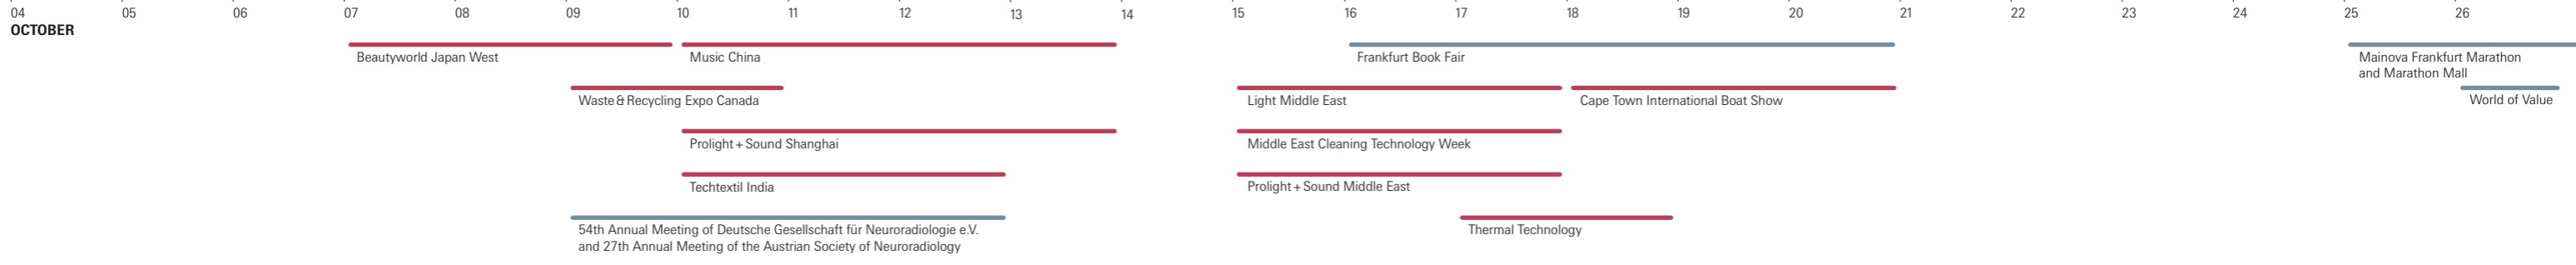 04 05 06 07 08 09 10 11 12 13 14 15 16 17 18 19 20 21 22 23 24 25 26
OCTOBER
Beautyworld Japan West Music China Frankfurt Book Fair Mainova Frankfurt Marathon
and Marathon Mall
Waste & Recycling Expo Canada Light Middle East Cape Town International Boat Show World of Value
Prolight + Sound Shanghai Middle East Cleaning Technology Week
Techtextil India Prolight + Sound Middle East
54th Annual Meeting of Deutsche Gesellschaft für Neuroradiologie e.V. Thermal Technology
and 27th Annual Meeting of the Austrian Society of Neuroradiology